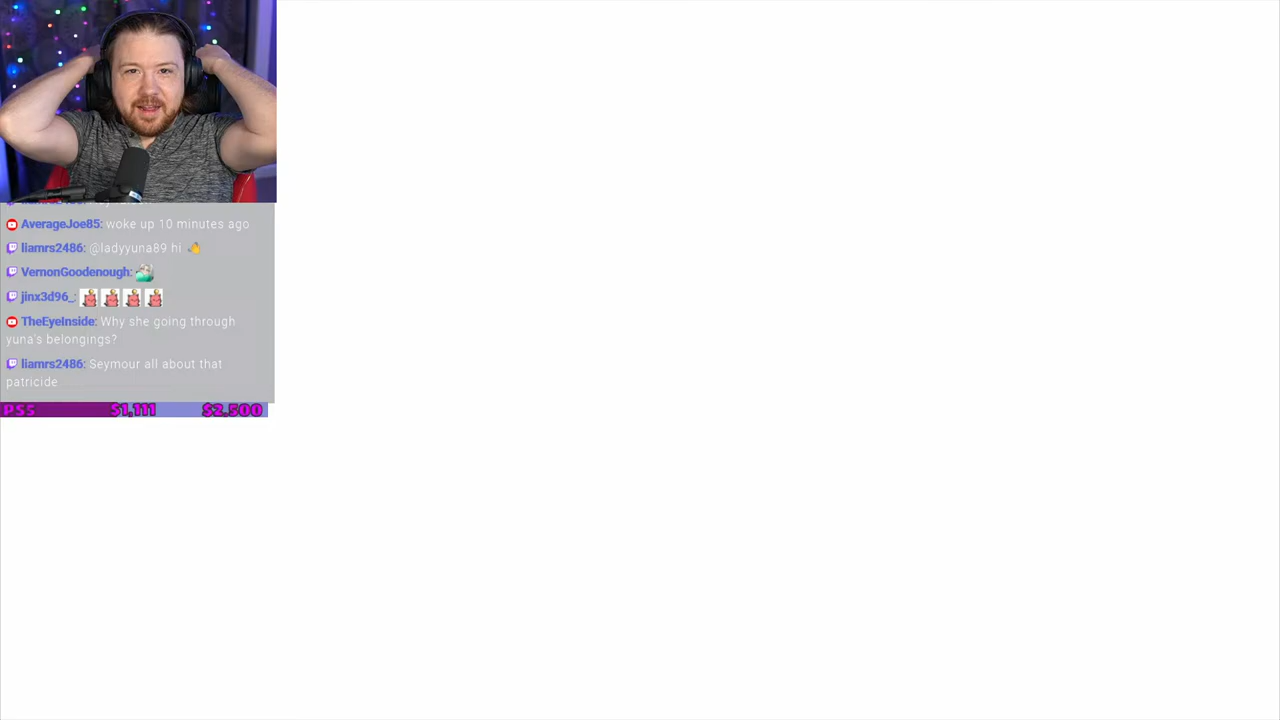 AverageJoe85: woke up 10 minutes ago
liamrs2486: @ladyyuna89 hi
VernonGoodenough:
jinx3d96_:
TheEyeInside: Why she going through
yuna's belongings?
liamrs2486: Seymour all about that
patricide
PS5 $1,111 $2,500